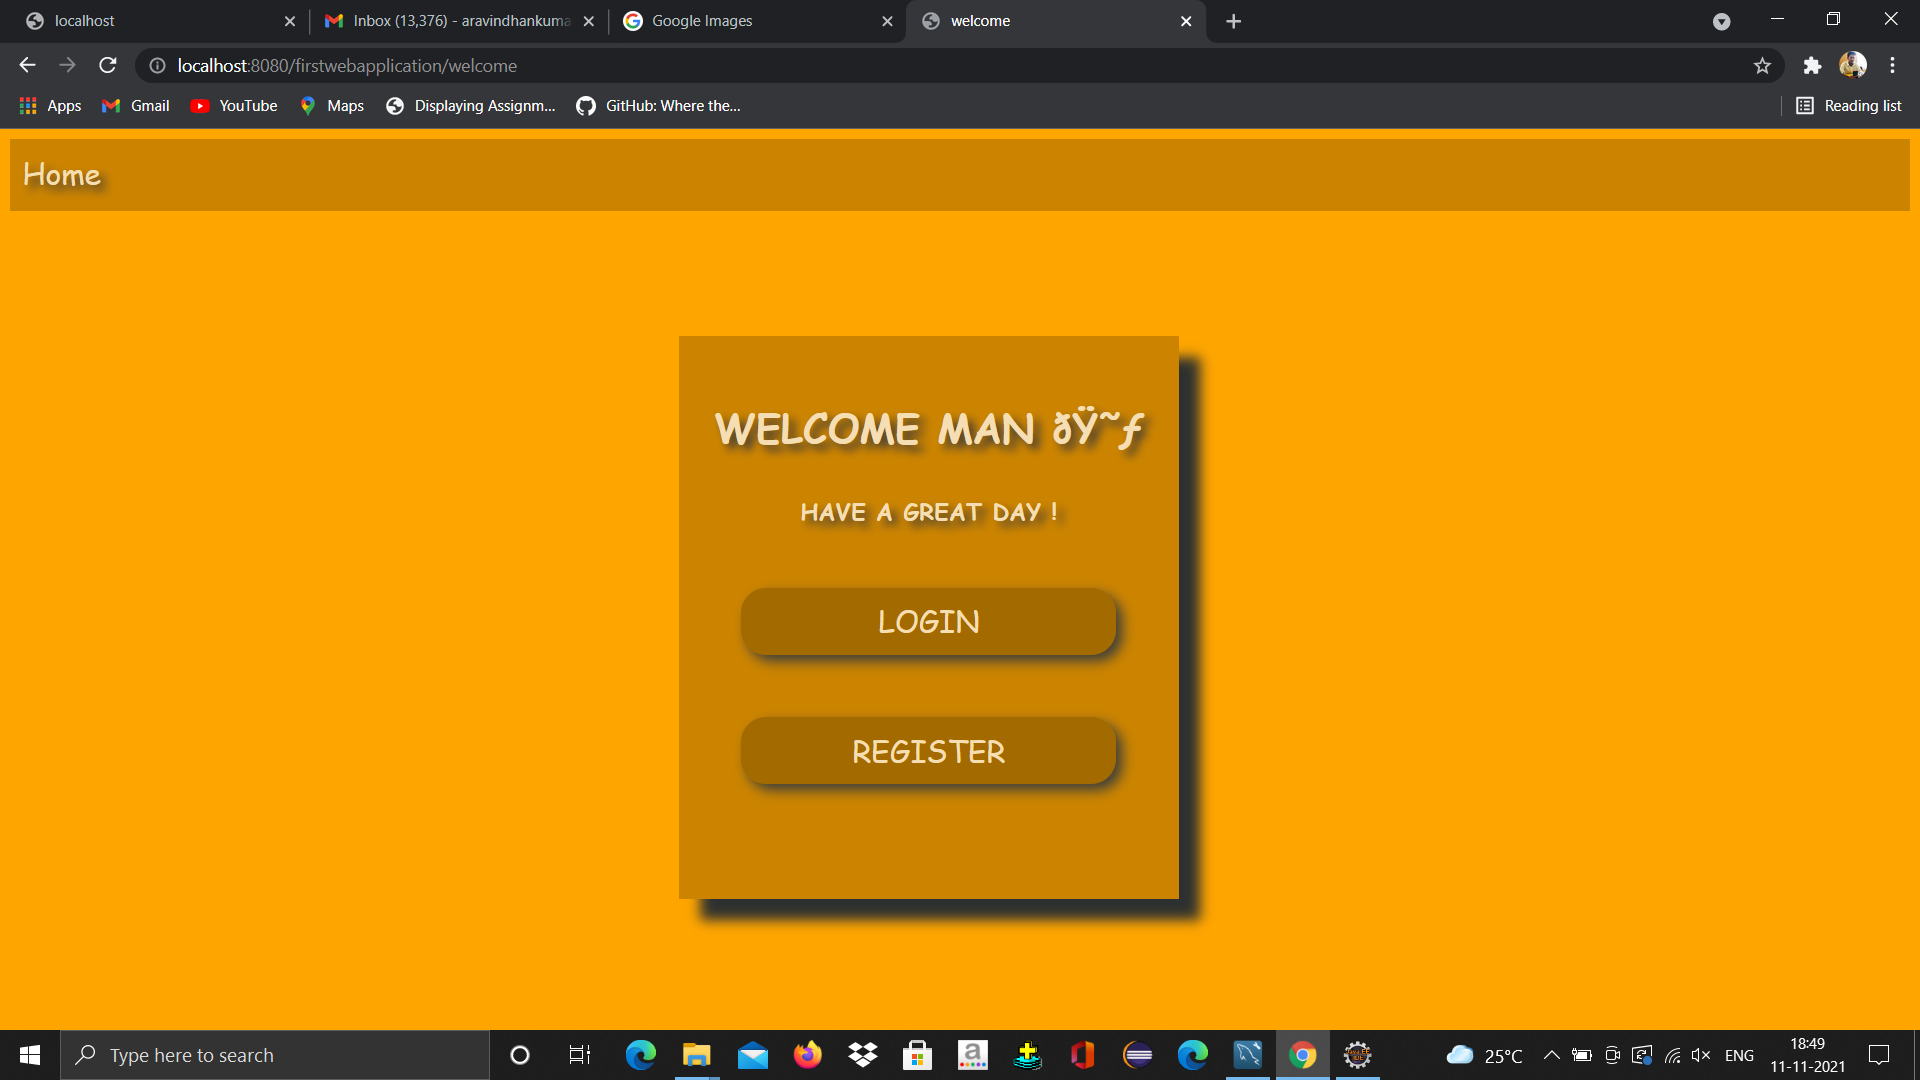 localhost
Inbox (13,376) - aravindhankuma
Google Images
welcome
localhost:8080/firstwebapplication/welcome
Apps
Gmail
YouTube
Maps
Displaying Assignm...
GitHub: Where the...
Reading list
Home
WELCOME MAN ðŸ˜ƒ
HAVE A GREAT DAY !
LOGIN
REGISTER
Type here to search
25°C
ENG
18:49
11-11-2021